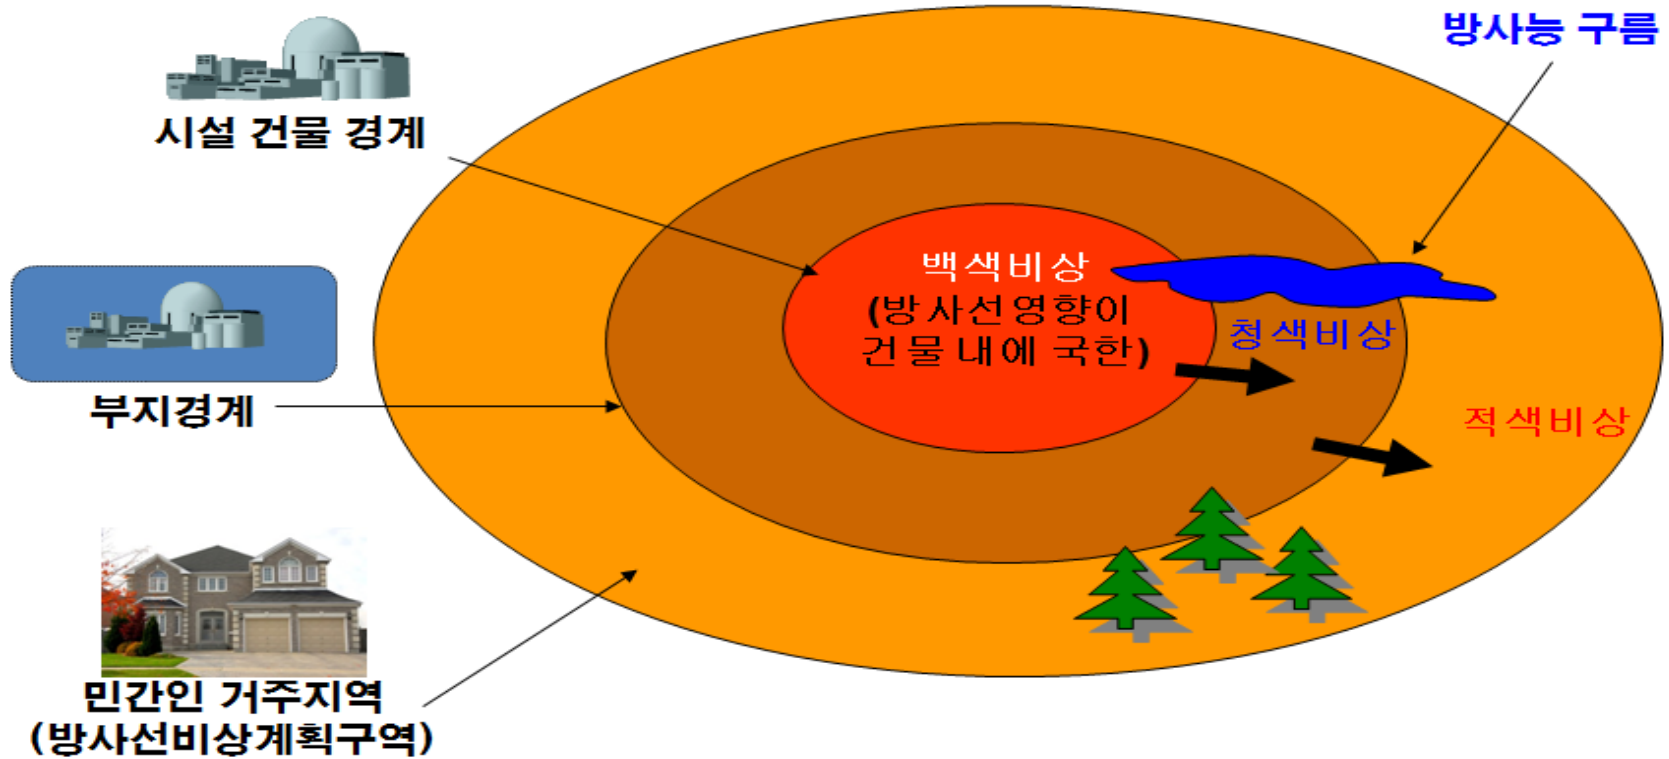 방사능 구름
시설 건물 경계
백색비상
(방사선영향이
건물내에 국한)
청색비상
부지경계
적색비상
민간인 거주지역
(방사선비상계획구역)